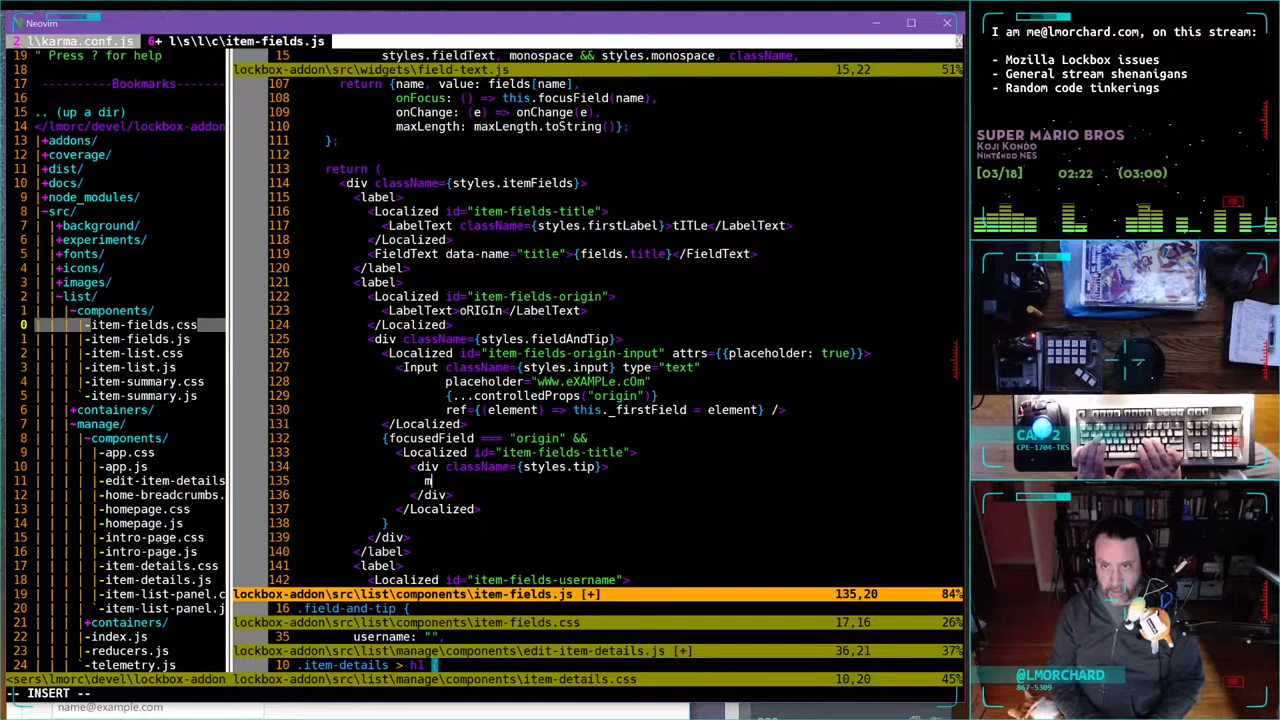 Neovim
2 l\karma.conf.js 6+ l\s\l\c\item-fields.js X
19 " Press ? for help
18
17 ----------Bookmarks-------
16
15 .. (up a dir)
14 </lmorc/devel/lockbox-addon
13 |+addons/
12 |+coverage/
11 |+dist/
10 |+docs/
9 |+node_modules/
8 |~src/
7 | |+background/
6 | |+experiments/
5 | |+fonts/
4 | |+icons/
3 | |+images/
2 | |~list/
1 | | |~components/
0 | | | |-item-fields.css
1 | | | |-item-fields.js
2 | | | |-item-list.css
3 | | | |-item-list.js
4 | | | |-item-summary.css
5 | | | `-item-summary.js
6 | | |+containers/
7 | | |~manage/
8 | | | |~components/
9 | | | | |-app.css
10 | | | | |-app.js
11 | | | | |-edit-item-details
12 | | | | |-home-breadcrumbs.
13 | | | | |-homepage.css
14 | | | | |-homepage.js
15 | | | | |-intro-page.css
16 | | | | |-intro-page.js
17 | | | | |-item-details.css
18 | | | | |-item-details.js
19 | | | | |-item-list-panel.c
20 | | | | `-item-list-panel.j
21 | | | |+containers/
22 | | | |-index.js
23 | | | |-reducers.js
24 | | | `-telemetry.js
<sers\lmorc\devel\lockbox-addon
-- INSERT --
15 styles.fieldText, monospace && styles.monospace, className,
lockbox-addon\src\widgets\field-text.js 15,22 51%
107 return {name, value: fields[name],
108 onFocus: () => this.focusField(name),
109 onChange: (e) => onChange(e),
110 maxLength: maxLength.toString()};
111 };
112
113 return (
114 <div className={styles.itemFields}>
115 <label>
116 <Localized id="item-fields-title">
117 <LabelText className={styles.firstLabel}>tITLe</LabelText>
118 </Localized>
119 <FieldText data-name="title">{fields.title}</FieldText>
120 </label>
121 <label>
122 <Localized id="item-fields-origin">
123 <LabelText>oRIGIn</LabelText>
124 </Localized>
125 <div className={styles.fieldAndTip}>
126 <Localized id="item-fields-origin-input" attrs={{placeholder: true}}>
127 <Input className={styles.input} type="text"
128 placeholder="wWw.eXAMPLe.cOm"
129 {...controlledProps("origin")}
130 ref={(element) => this._firstField = element} />
131 </Localized>
132 {focusedField === "origin" &&
133 <Localized id="item-fields-title">
134 <div className={styles.tip}>
135 m
136 </div>
137 </Localized>
138 }
139 </div>
140 </label>
141 <label>
142 <Localized id="item-fields-username">
lockbox-addon\src\list\components\item-fields.js [+] 135,20 84%
16 .field-and-tip {
lockbox-addon\src\list\components\item-fields.css 17,16 26%
35 username: "",
lockbox-addon\src\list\manage\components\edit-item-details.js [+] 36,21 37%
10 .item-details > h1 {
lockbox-addon\src\list\manage\components\item-details.css 10,20 45%
name@example.com
I am me@lmorchard.com, on this stream:
- Mozilla Lockbox issues
- General stream shenanigans
- Random code tinkerings
SUPER MARIO BROS
KOJI KONDO
NINTENDO NES
[03/18] 02:22 (03:00)
CAM 2
CPE-1704-TKS
@LMORCHARD
867-5309